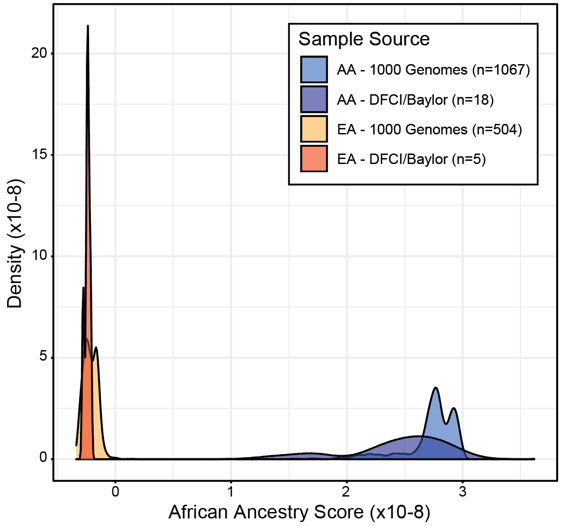 Sample Source
AA - 1000 Genomes (n=1067)
AA - DFCI/Baylor (n=18)
EA - 1000 Genomes (n=504)
EA - DFCI/Baylor (n=5)
Density (x10-8)
20
15
10
5
0
0 1 2 3
African Ancestry Score (x10-8)